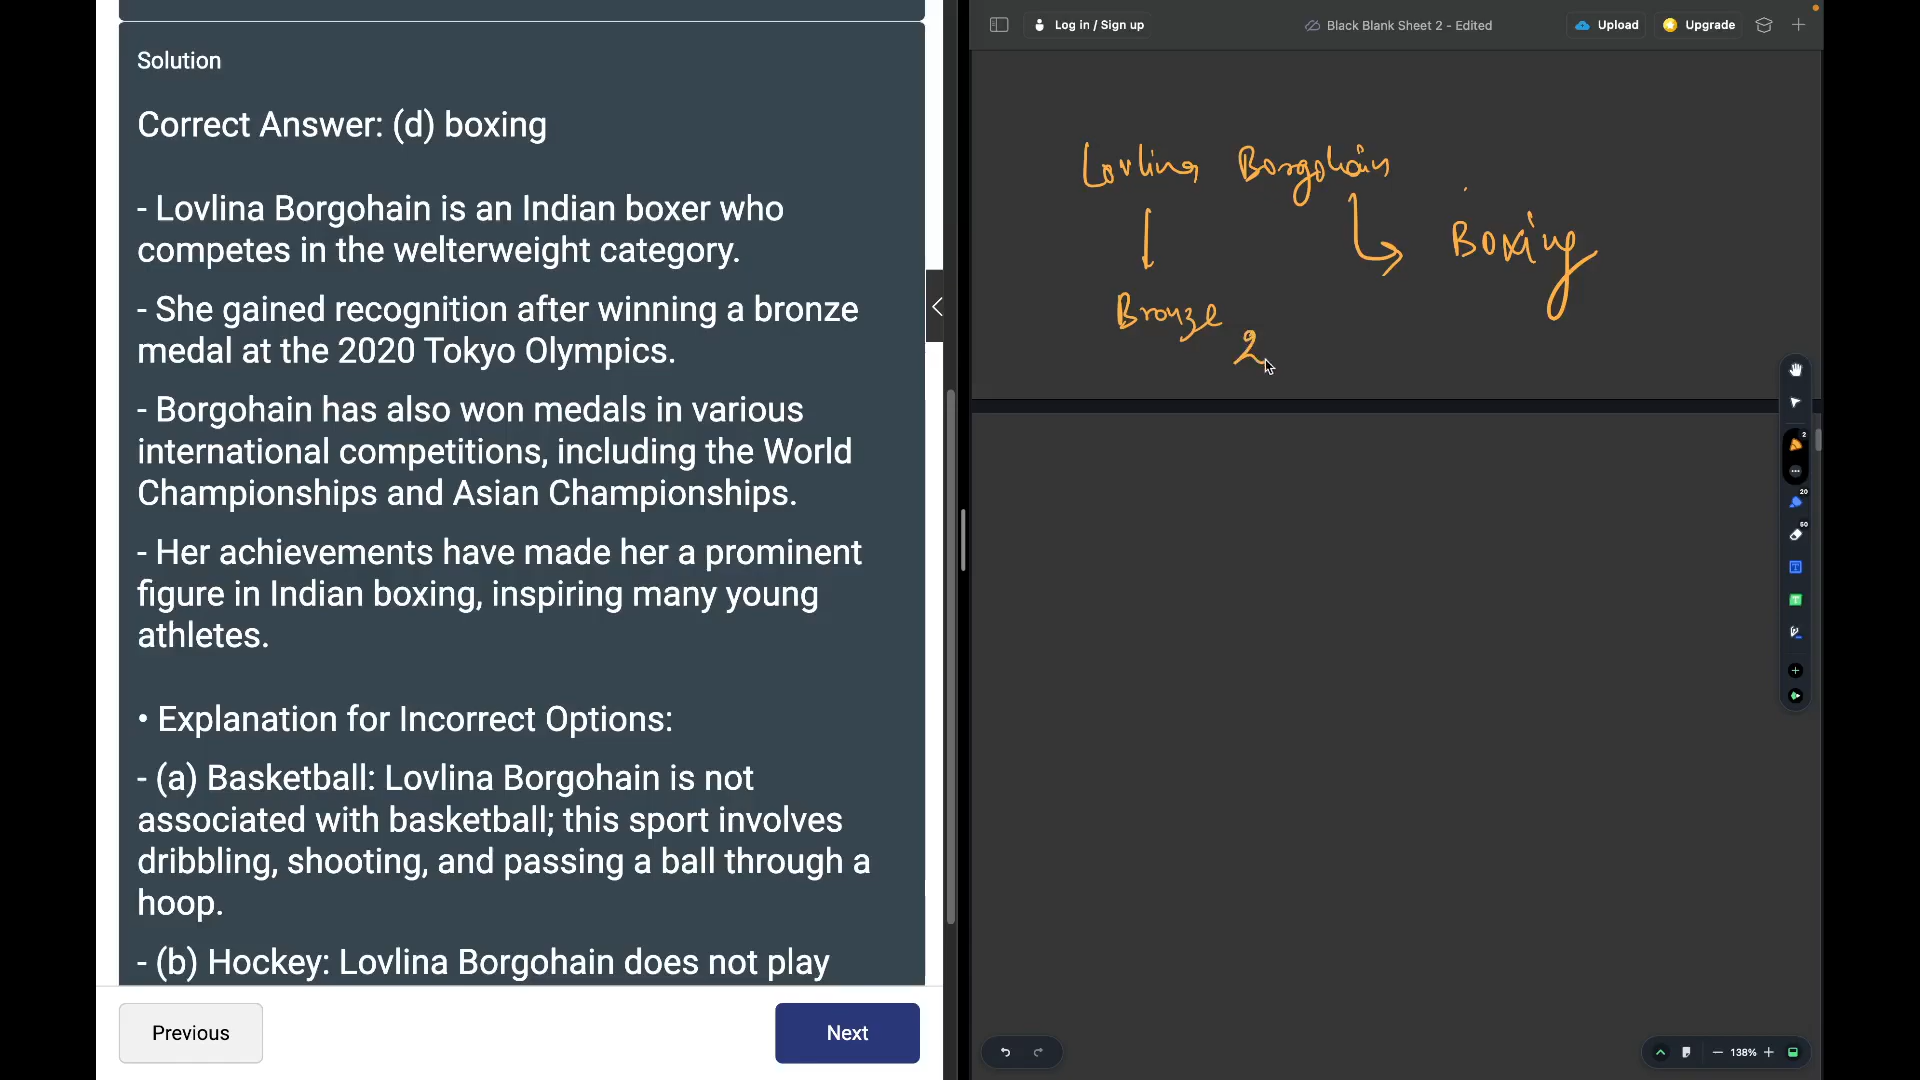 Solution
Correct Answer: (d) boxing
- Lovlina Borgohain is an Indian boxer who
competes in the welterweight category.
- She gained recognition after winning a bronze
medal at the 2020 Tokyo Olympics.
- Borgohain has also won medals in various
international competitions, including the World
Championships and Asian Championships.
- Her achievements have made her a prominent
figure in Indian boxing, inspiring many young
athletes.
• Explanation for Incorrect Options:
- (a) Basketball: Lovlina Borgohain is not
associated with basketball; this sport involves
dribbling, shooting, and passing a ball through a
hoop.
- (b) Hockey: Lovlina Borgohain does not play
Previous
Next
Log in / Sign up
Black Blank Sheet 2 - Edited
Upload
Upgrade
Lovlina Borgohain
Boxing
Bronze
2
2
20
50
138%